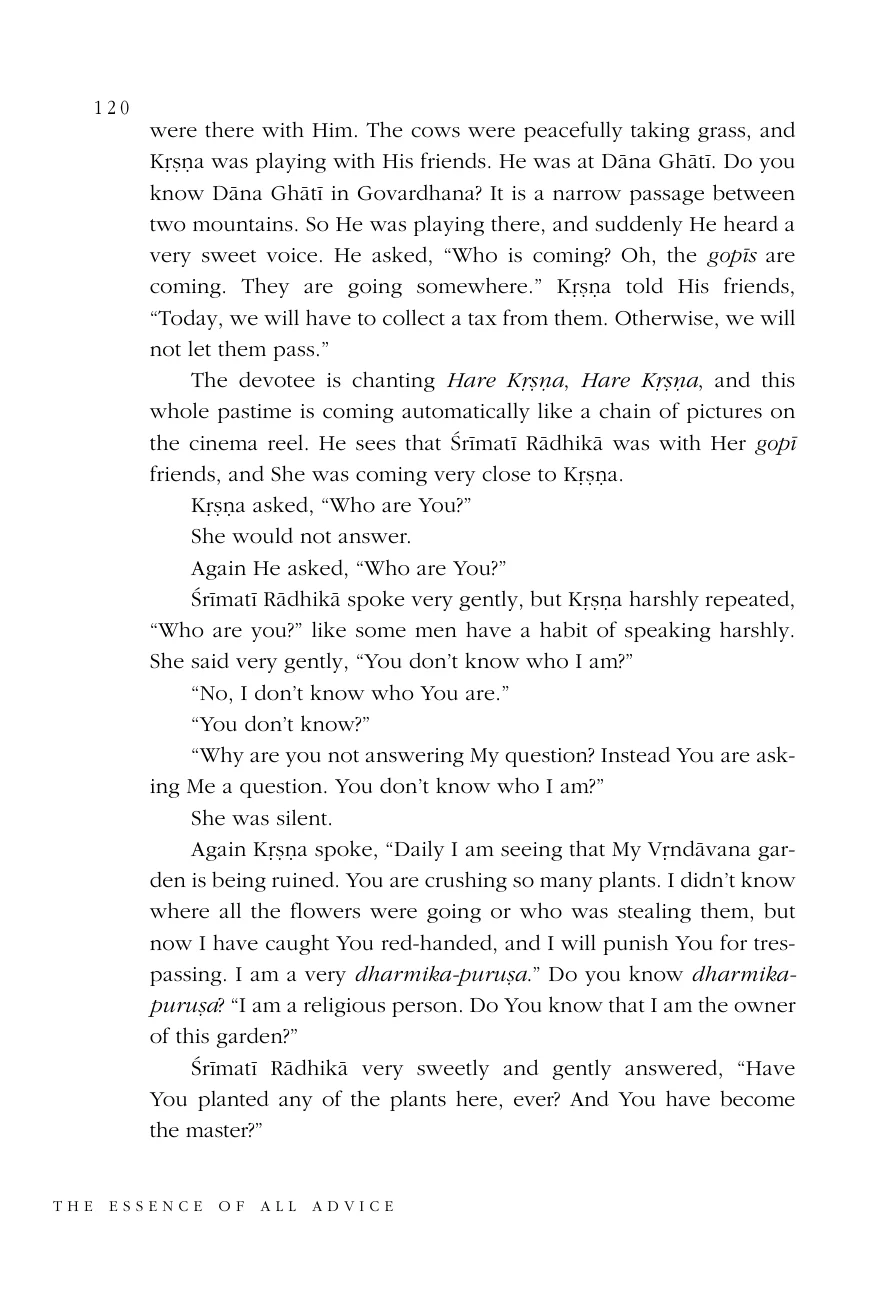 120
were there with Him. The cows were peacefully taking grass, and
Kṛṣṇa was playing with His friends. He was at Dāna Ghātī. Do you
know Dāna Ghātī in Govardhana? It is a narrow passage between
two mountains. So He was playing there, and suddenly He heard a
very sweet voice. He asked, “Who is coming? Oh, the gopīs are
coming. They are going somewhere.” Kṛṣṇa told His friends,
“Today, we will have to collect a tax from them. Otherwise, we will
not let them pass.”
The devotee is chanting Hare Kṛṣṇa, Hare Kṛṣṇa, and this
whole pastime is coming automatically like a chain of pictures on
the cinema reel. He sees that Śrīmatī Rādhikā was with Her gopī
friends, and She was coming very close to Kṛṣṇa.
Kṛṣṇa asked, “Who are You?”
She would not answer.
Again He asked, “Who are You?”
Śrīmatī Rādhikā spoke very gently, but Kṛṣṇa harshly repeated,
“Who are you?” like some men have a habit of speaking harshly.
She said very gently, “You don’t know who I am?”
“No, I don’t know who You are.”
“You don’t know?”
“Why are you not answering My question? Instead You are ask-
ing Me a question. You don’t know who I am?”
She was silent.
Again Kṛṣṇa spoke, “Daily I am seeing that My Vṛndāvana gar-
den is being ruined. You are crushing so many plants. I didn’t know
where all the flowers were going or who was stealing them, but
now I have caught You red-handed, and I will punish You for tres-
passing. I am a very dharmika-puruṣa.” Do you know dharmika-
puruṣa? “I am a religious person. Do You know that I am the owner
of this garden?”
Śrīmatī Rādhikā very sweetly and gently answered, “Have
You planted any of the plants here, ever? And You have become
the master?”
THE ESSENCE OF ALL ADVICE